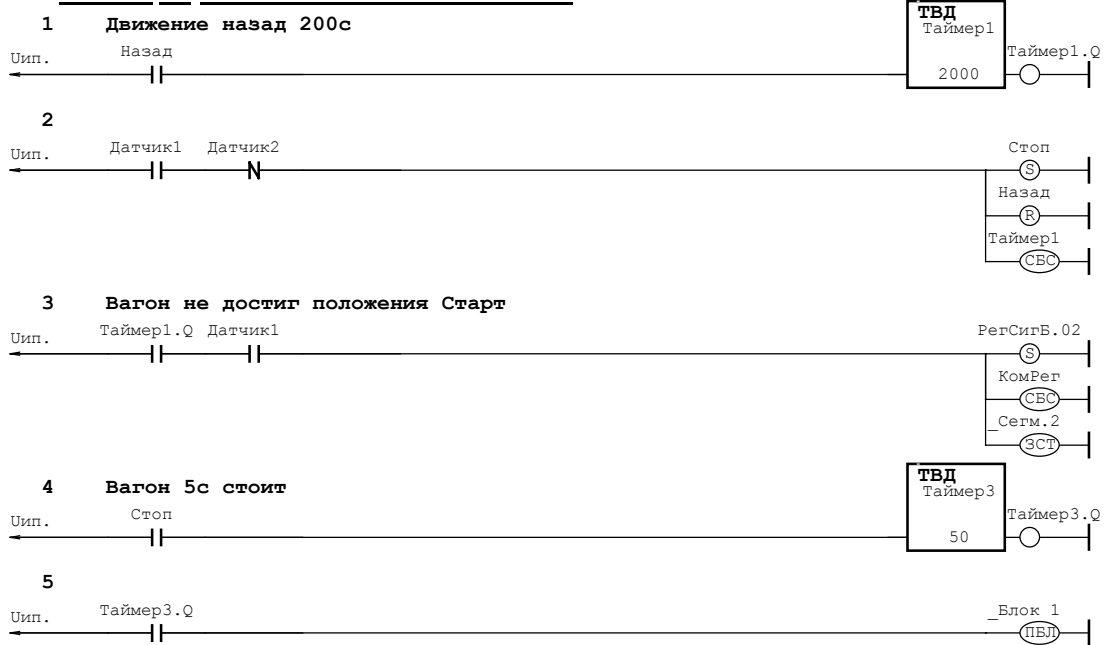 1 Движение назад 200с
ТВД
Таймер1
Uип. Назад Таймер1.Q
2000
2
Uип. Датчик1 Датчик2 Стоп
S
Назад
R
Таймер1
СБС
3 Вагон не достиг положения Старт
Uип. Таймер1.Q Датчик1 РегСигБ.02
S
КомРег
СБС
_Сегм.2
ЗСТ
4 Вагон 5с стоит
ТВД
Таймер3
Uип. Стоп Таймер3.Q
50
5
Uип. Таймер3.Q _Блок 1
ПБЛ